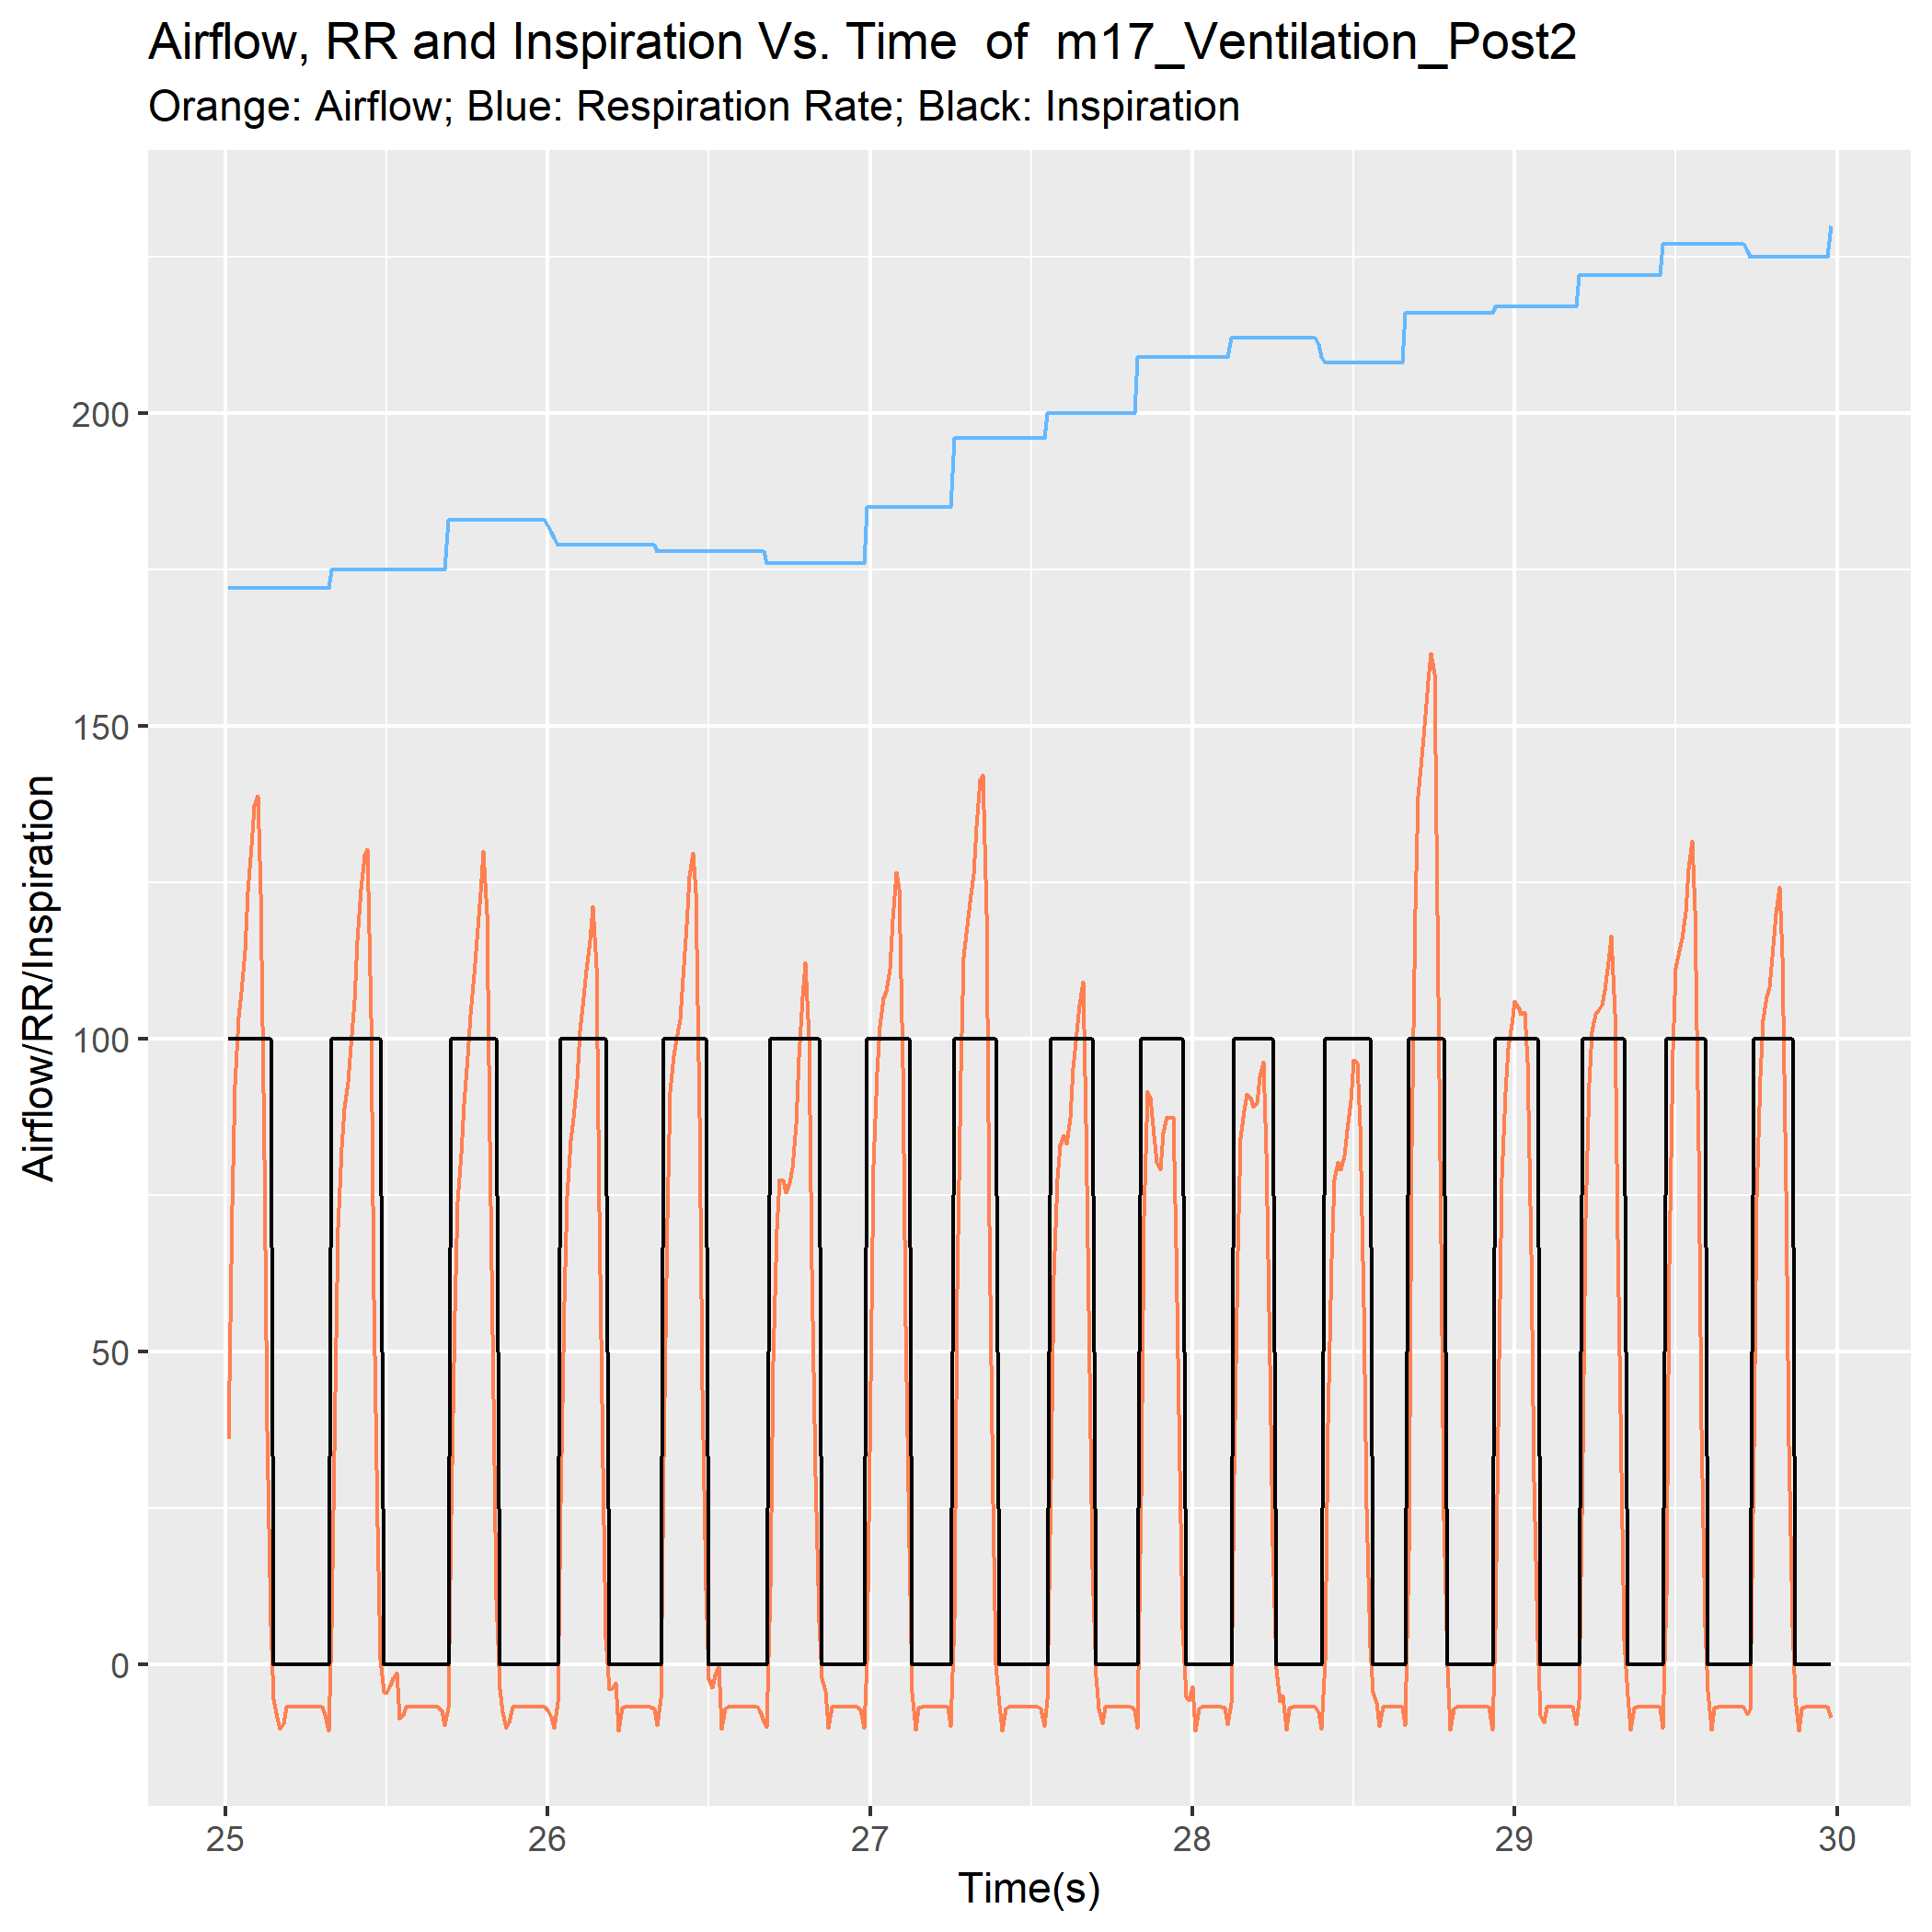 Airflow, RR and Inspiration Vs. Time  of  m17_Ventilation_Post2
Orange: Airflow; Blue: Respiration Rate; Black: Inspiration
Airflow/RR/Inspiration
200
150
100
50
0
25 26 27 28 29 30
Time(s)